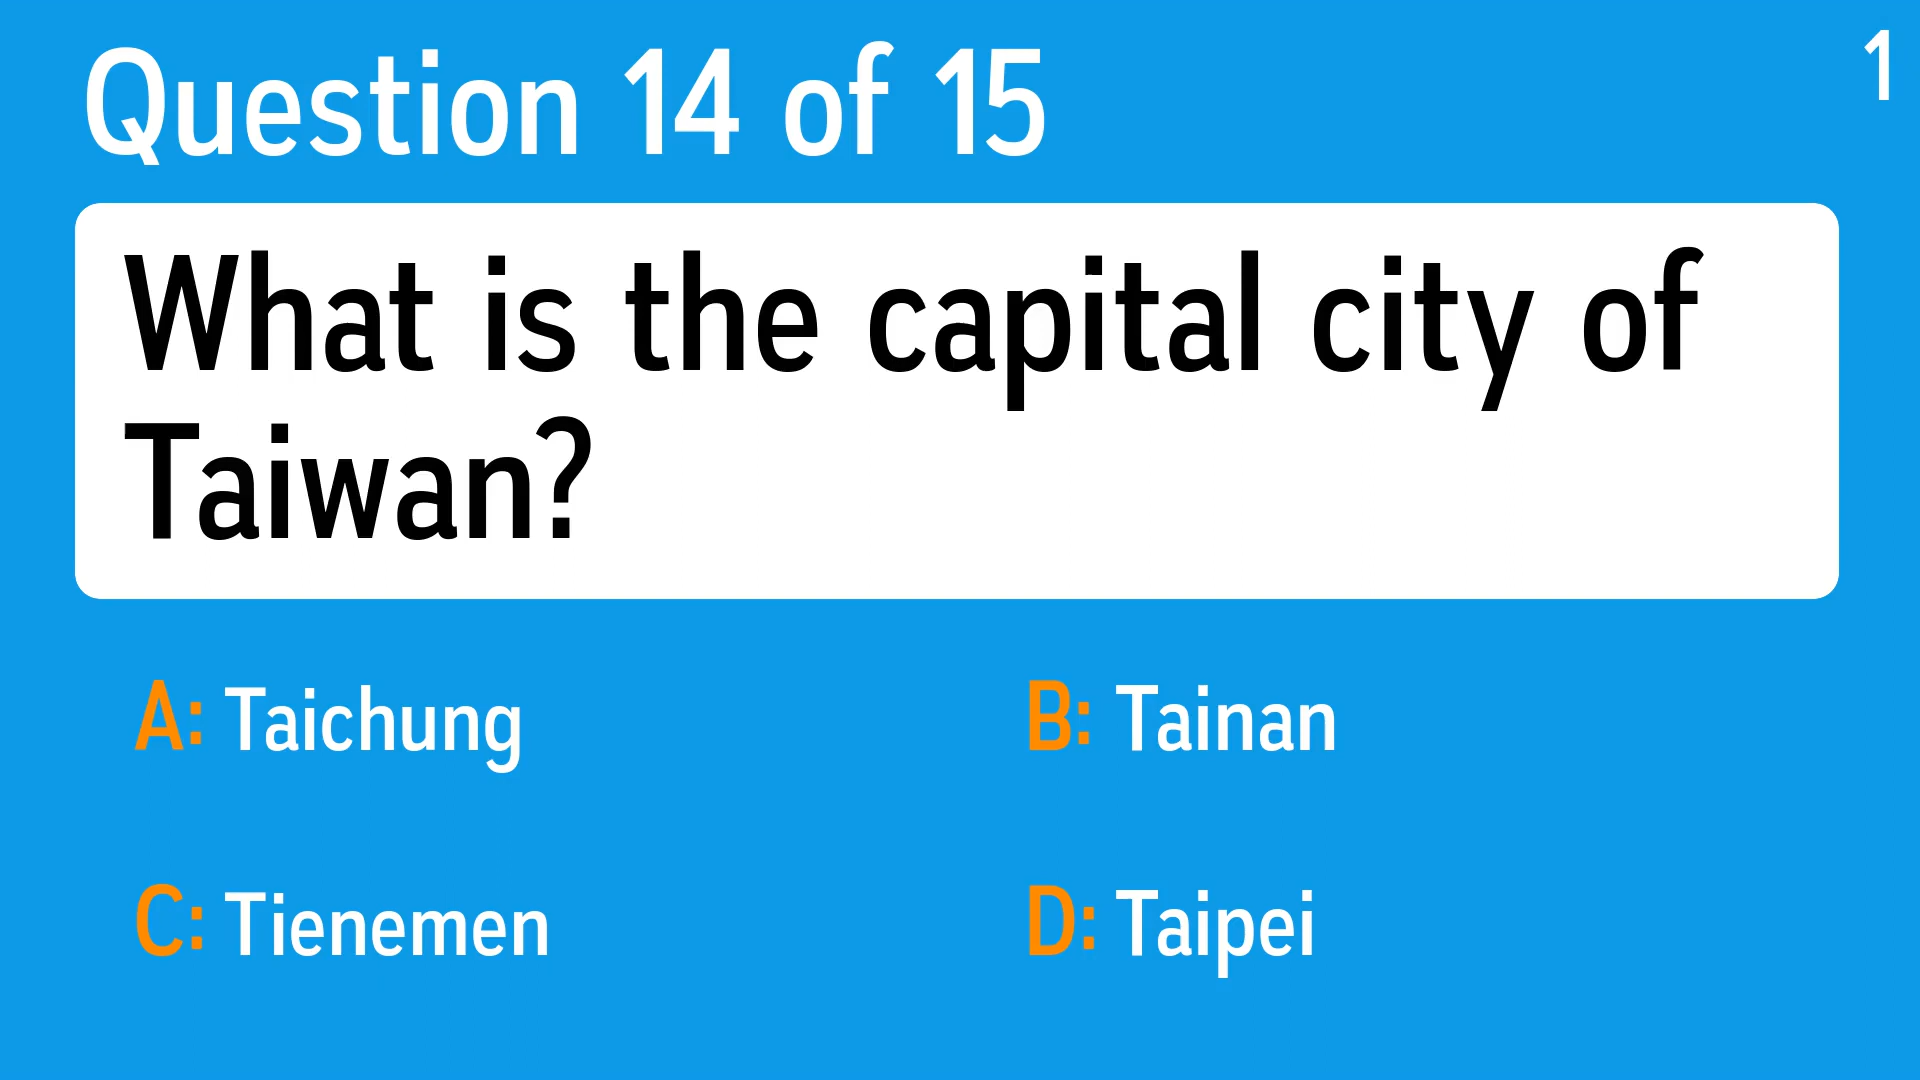 Question 14 of 15
1
What is the capital city of
Taiwan?
A: Taichung
B: Tainan
C: Tienemen
D: Taipei